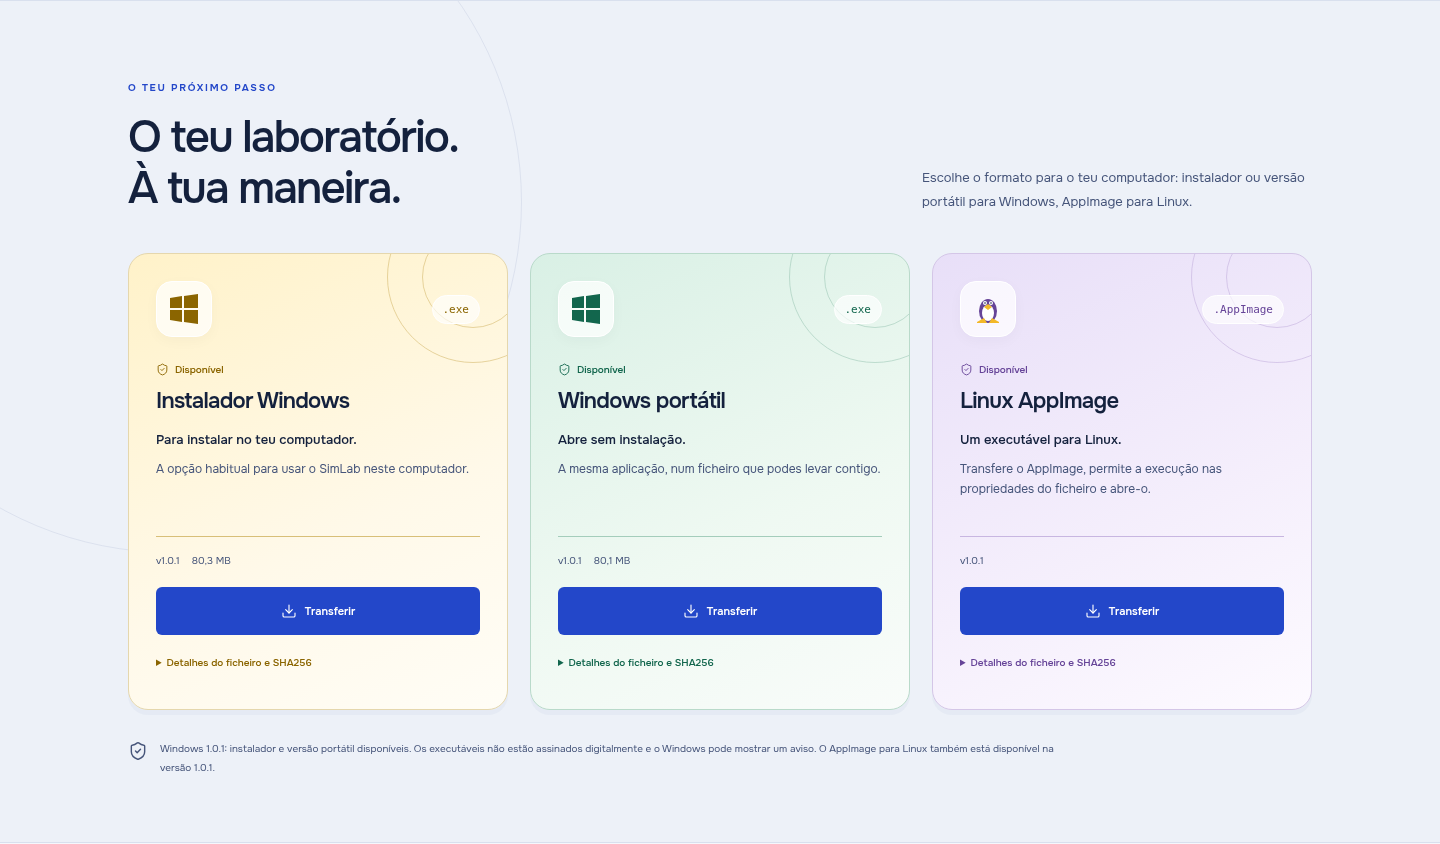 O TEU PRÓXIMO PASSO
O teu laboratório.
À tua maneira.
Escolhe o formato para o teu computador: instalador ou versão
portátil para Windows, AppImage para Linux.
.exe
Disponível
Instalador Windows
Para instalar no teu computador.
A opção habitual para usar o SimLab neste computador.
v1.0.1 80,3 MB
Transferir
Detalhes do ficheiro e SHA256
.exe
Disponível
Windows portátil
Abre sem instalação.
A mesma aplicação, num ficheiro que podes levar contigo.
v1.0.1 80,1 MB
Transferir
Detalhes do ficheiro e SHA256
.AppImage
Disponível
Linux AppImage
Um executável para Linux.
Transfere o AppImage, permite a execução nas
propriedades do ficheiro e abre-o.
v1.0.1
Transferir
Detalhes do ficheiro e SHA256
Windows 1.0.1: instalador e versão portátil disponíveis. Os executáveis não estão assinados digitalmente e o Windows pode mostrar um aviso. O AppImage para Linux também está disponível na
versão 1.0.1.